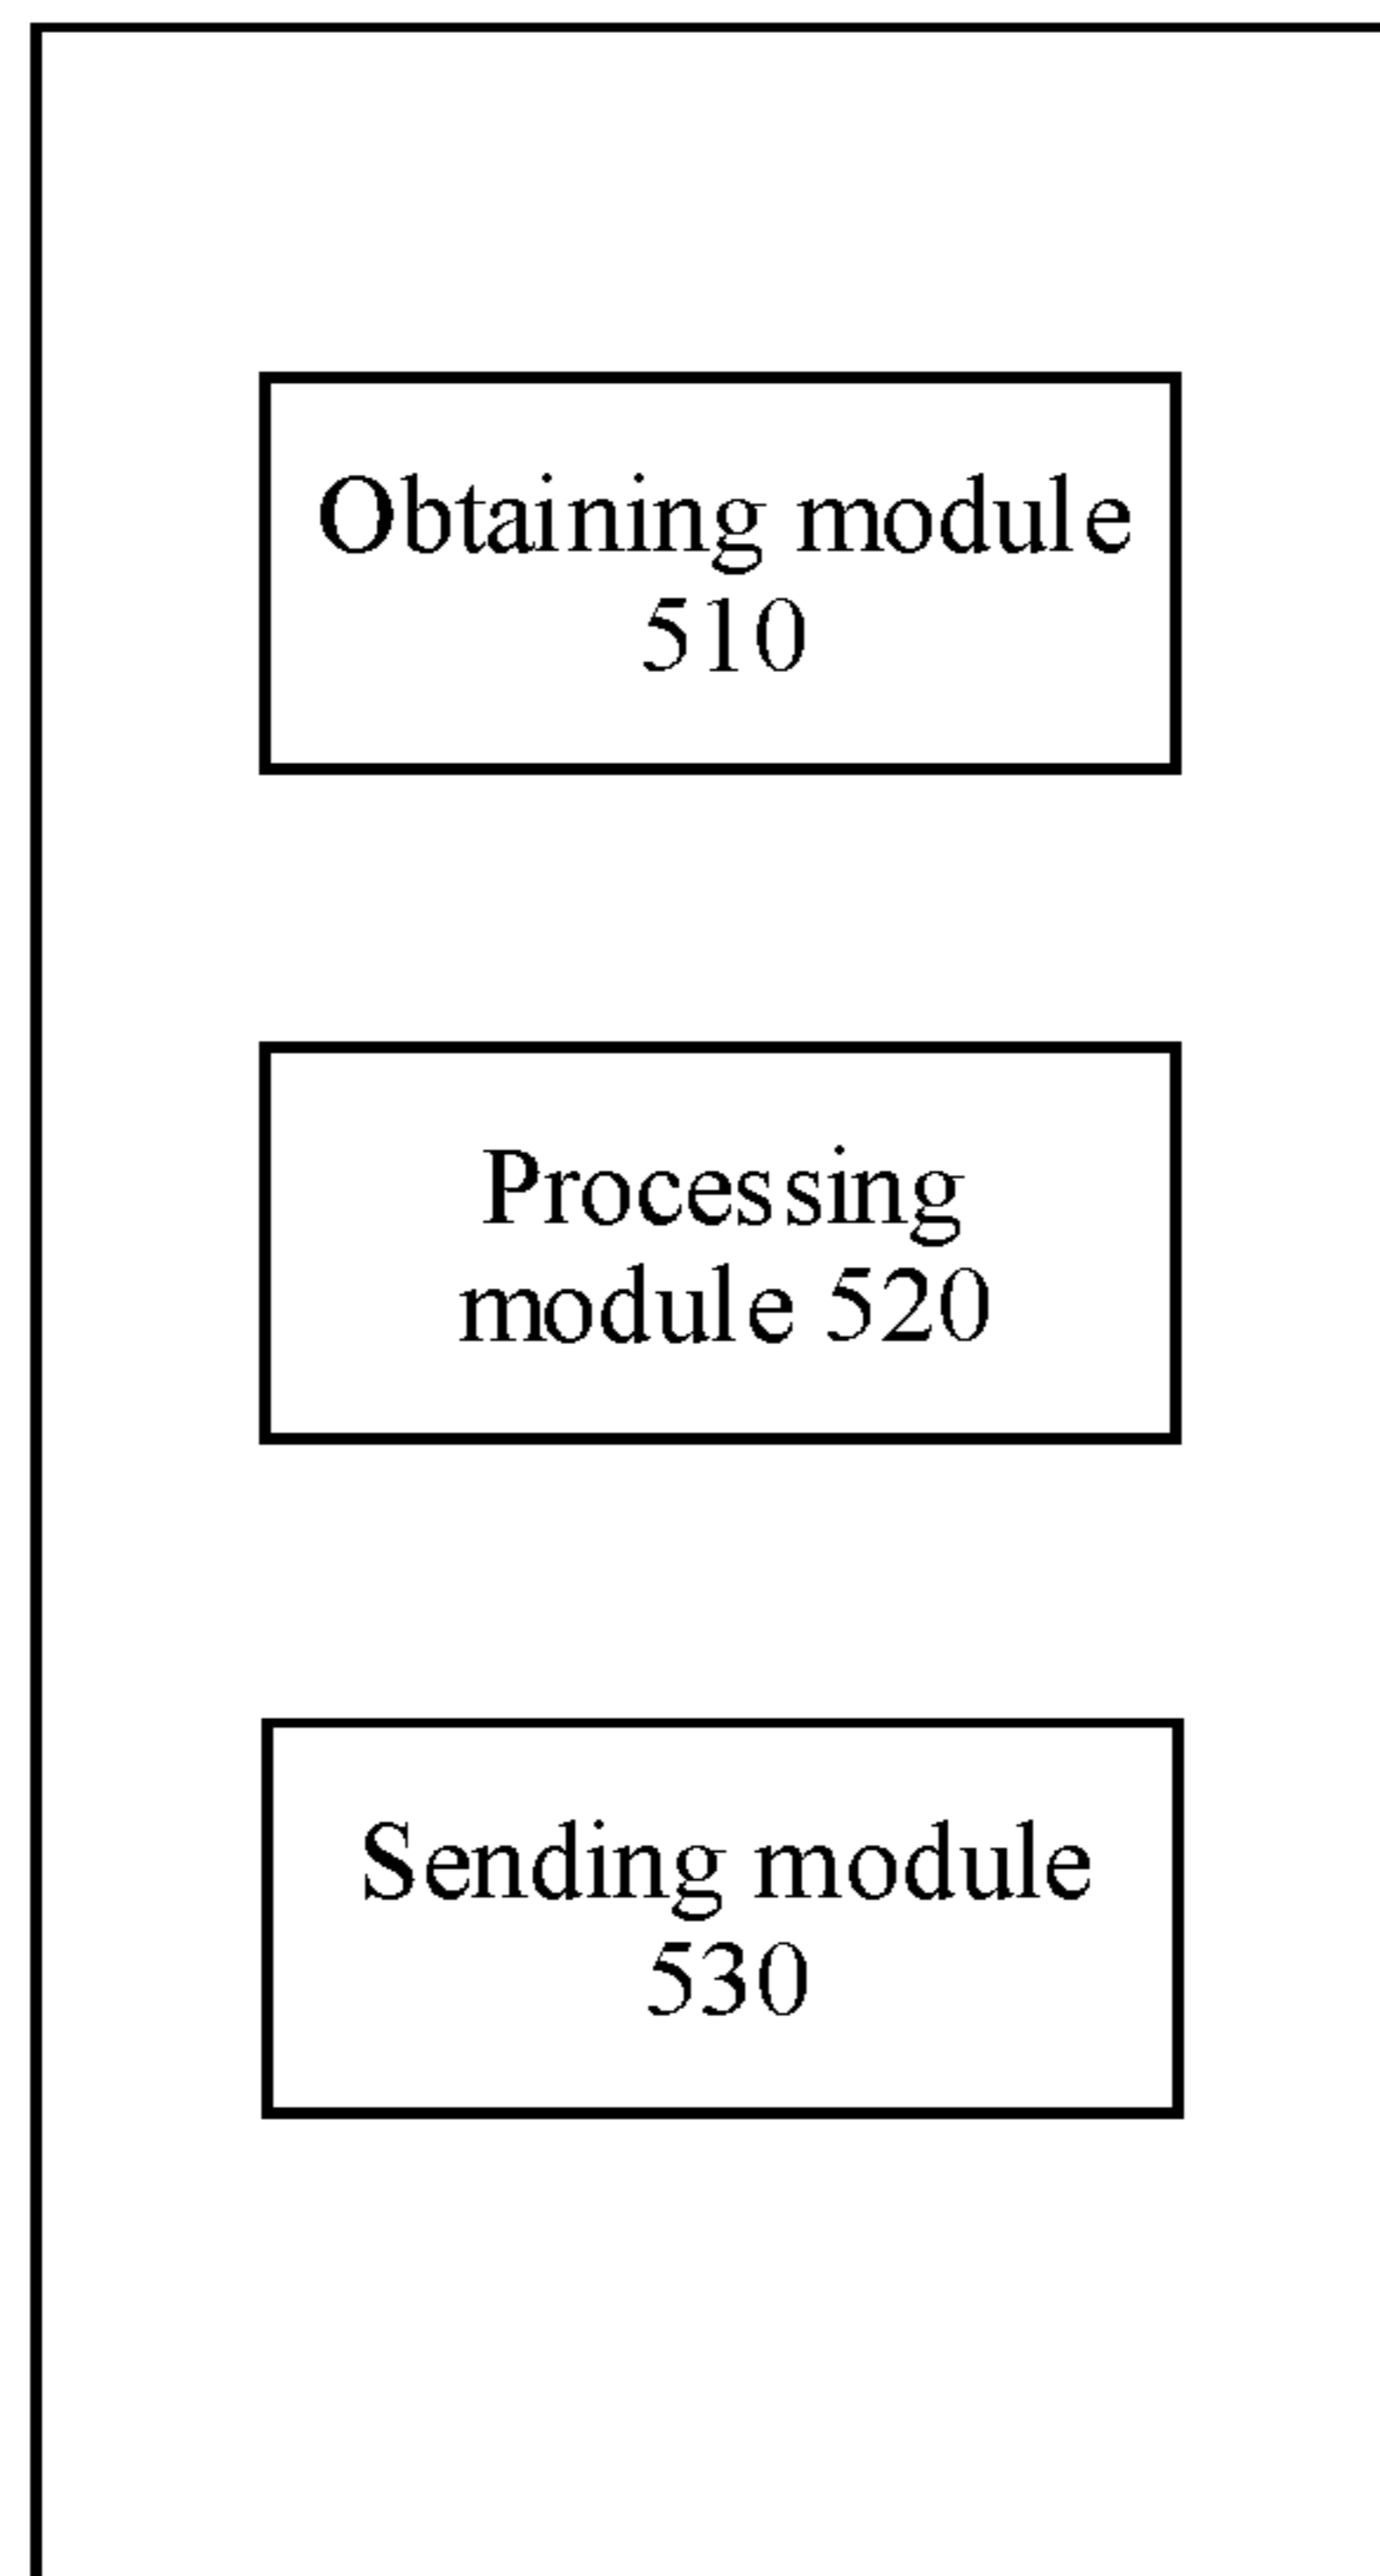 Obtaining module
510
Processing
module 520
Sending module
530